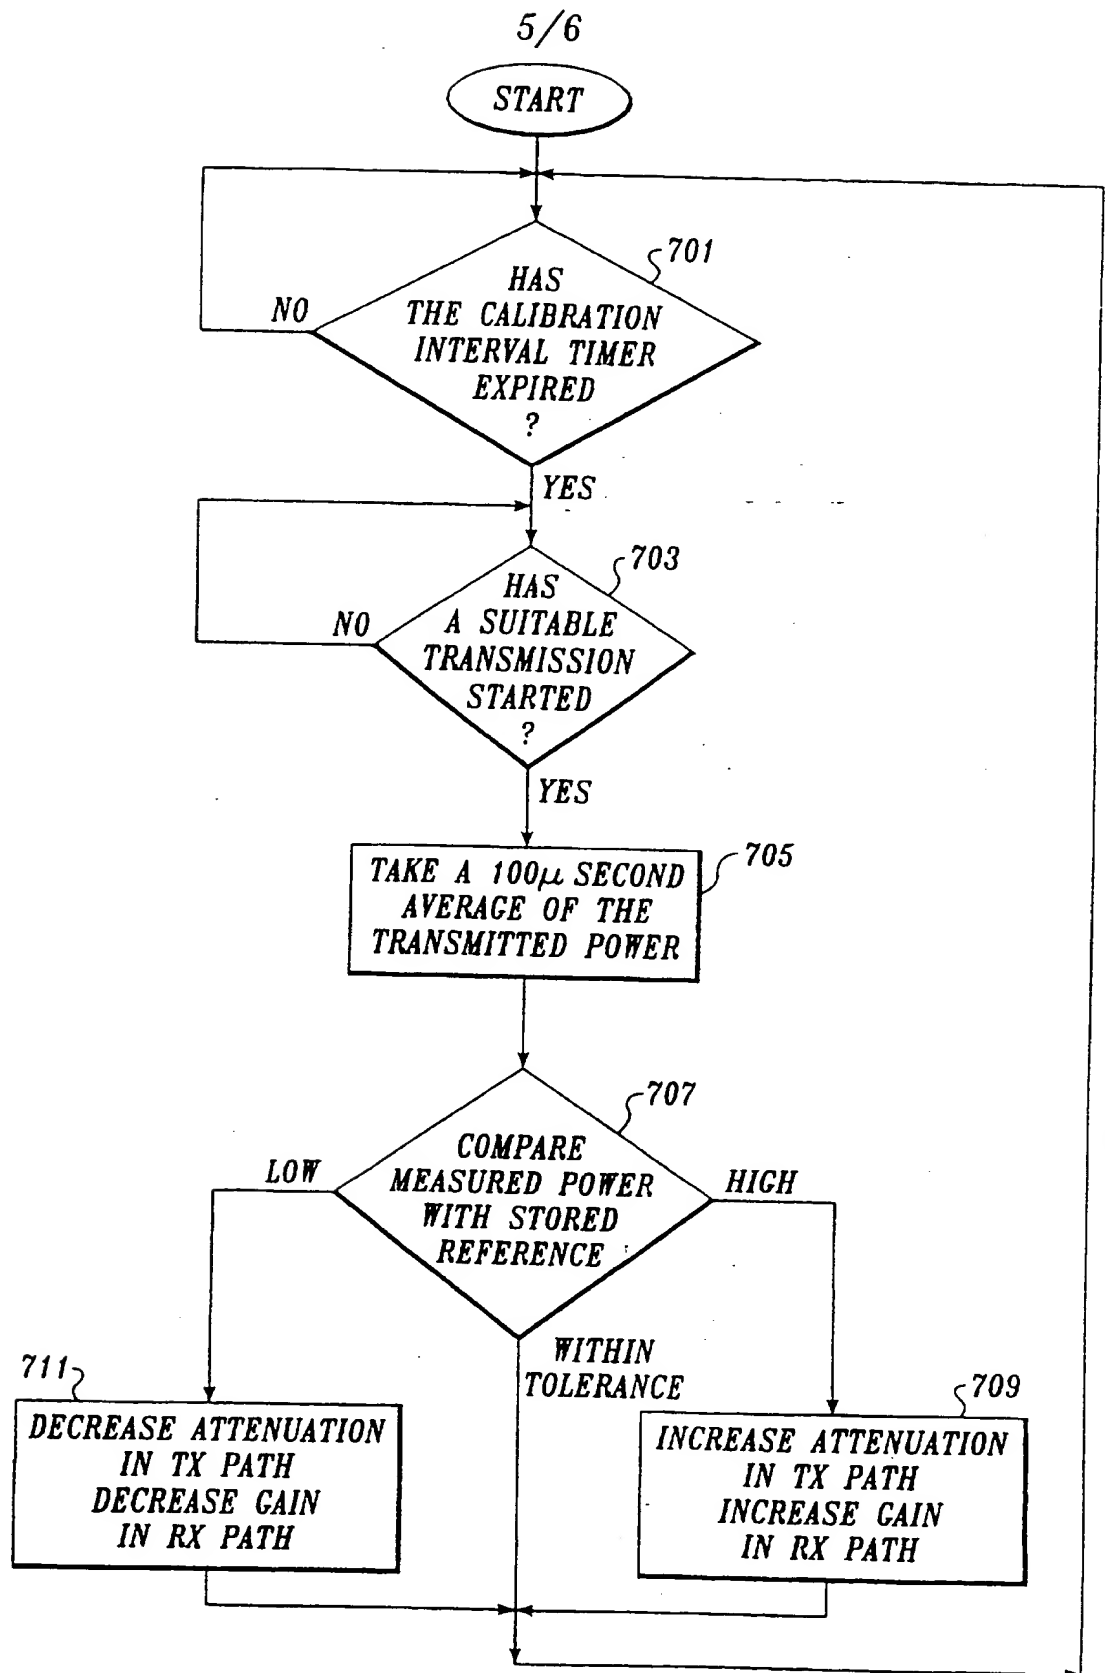 5/6
START
701
HAS
THE CALIBRATION
INTERVAL TIMER
EXPIRED
?
NO
YES
703
HAS
A SUITABLE
TRANSMISSION
STARTED
?
NO
YES
705
TAKE A 100μ SECOND
AVERAGE OF THE
TRANSMITTED POWER
707
COMPARE
MEASURED POWER
WITH STORED
REFERENCE
LOW
HIGH
WITHIN
TOLERANCE
711
DECREASE ATTENUATION
IN TX PATH
DECREASE GAIN
IN RX PATH
709
INCREASE ATTENUATION
IN TX PATH
INCREASE GAIN
IN RX PATH